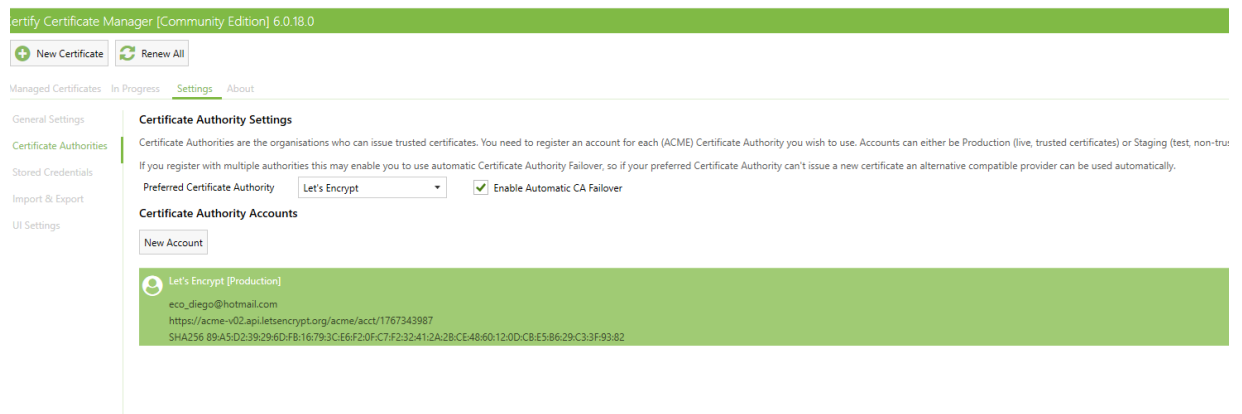 ertify Certificate Manager [Community Edition] 6.0.18.0
New Certificate Renew All
Managed Certificates In Progress Settings About
General Settings
Certificate Authorities
Stored Credentials
Import & Export
UI Settings
Certificate Authority Settings
Certificate Authorities are the organisations who can issue trusted certificates. You need to register an account for each (ACME) Certificate Authority you wish to use. Accounts can either be Production (live, trusted certificates) or Staging (test, non-trus
If you register with multiple authorities this may enable you to use automatic Certificate Authority Failover, so if your preferred Certificate Authority can't issue a new certificate an alternative compatible provider can be used automatically.
Preferred Certificate Authority Let's Encrypt Enable Automatic CA Failover
Certificate Authority Accounts
New Account
Let's Encrypt [Production]
eco_diego@hotmail.com
https://acme-v02.api.letsencrypt.org/acme/acct/1767343987
SHA256 89:A5:D2:39:29:6D:FB:16:79:3C:E6:F2:0F:C7:F2:32:41:2A:2B:CE:48:60:12:0D:CB:E5:B6:29:C3:3F:93:82